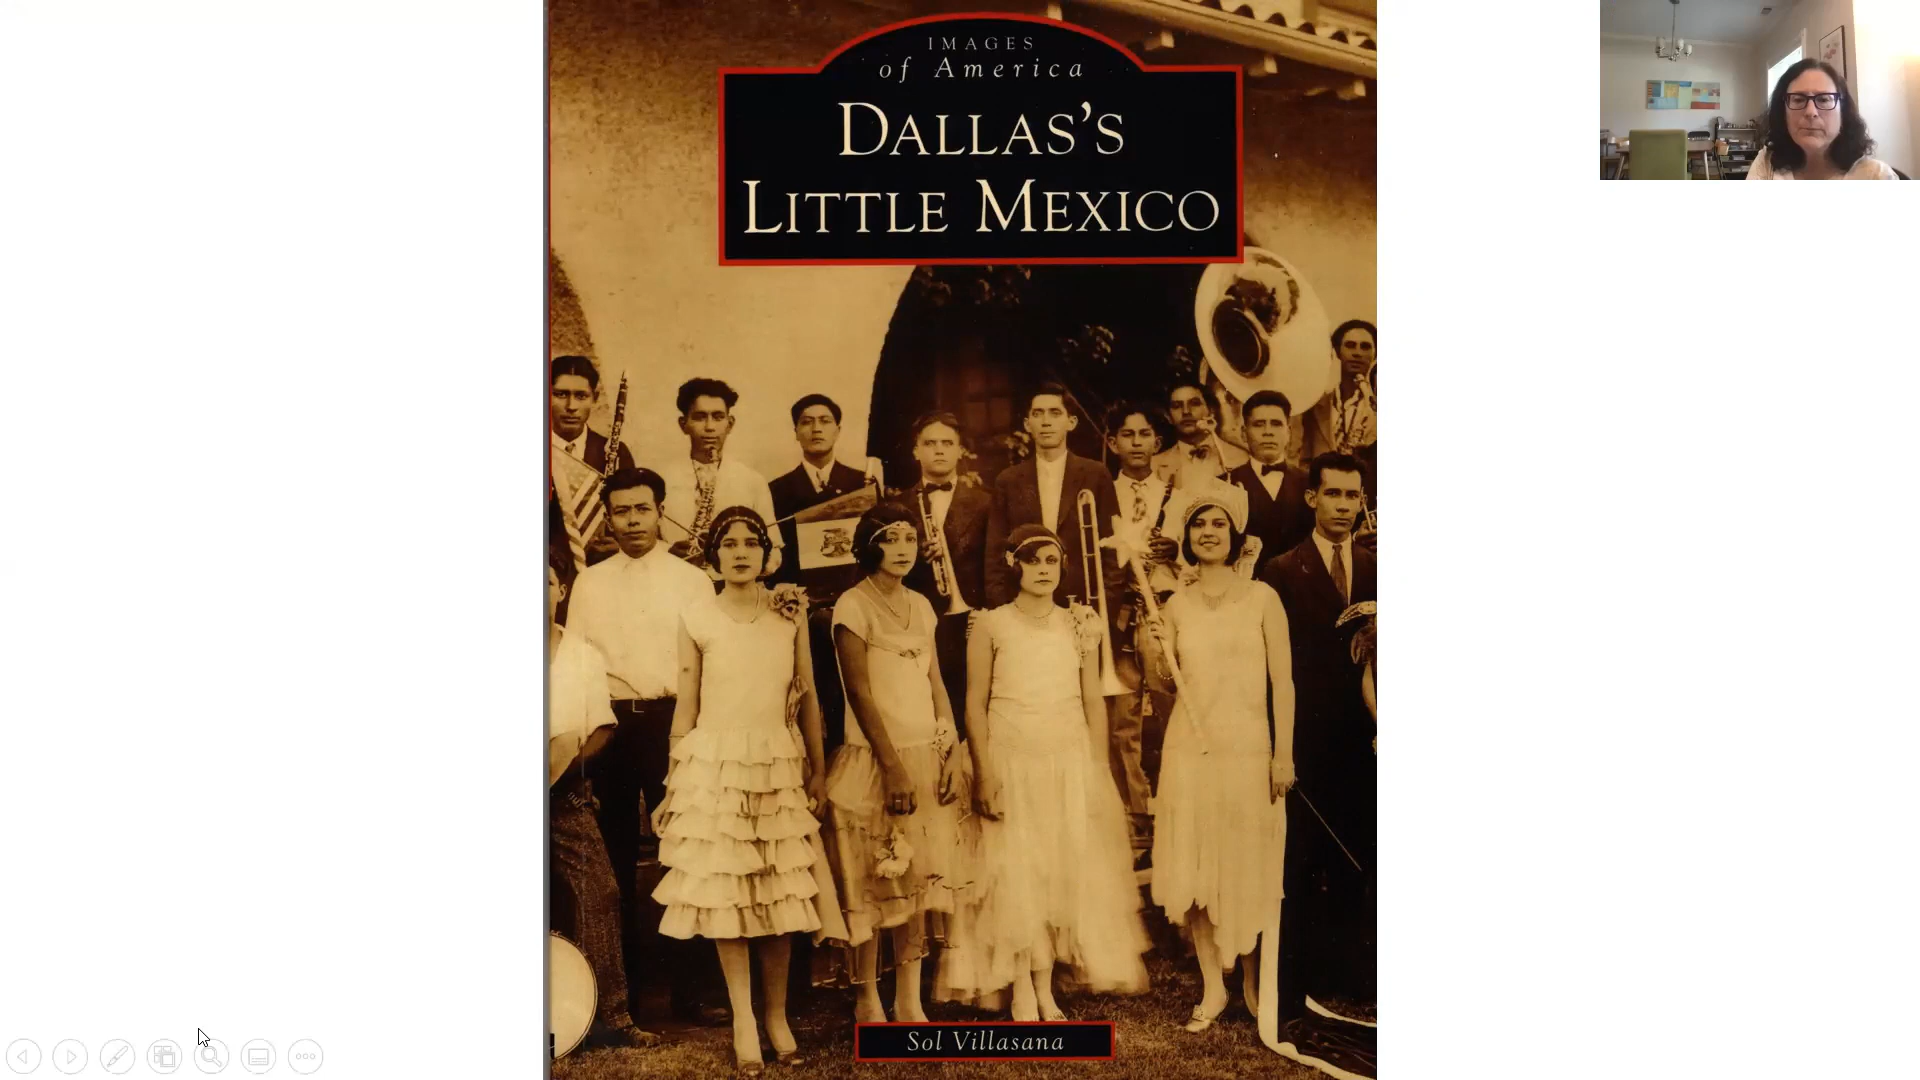 IMAGES
of America
DALLAS'S
LITTLE MEXICO
Sol Villasana